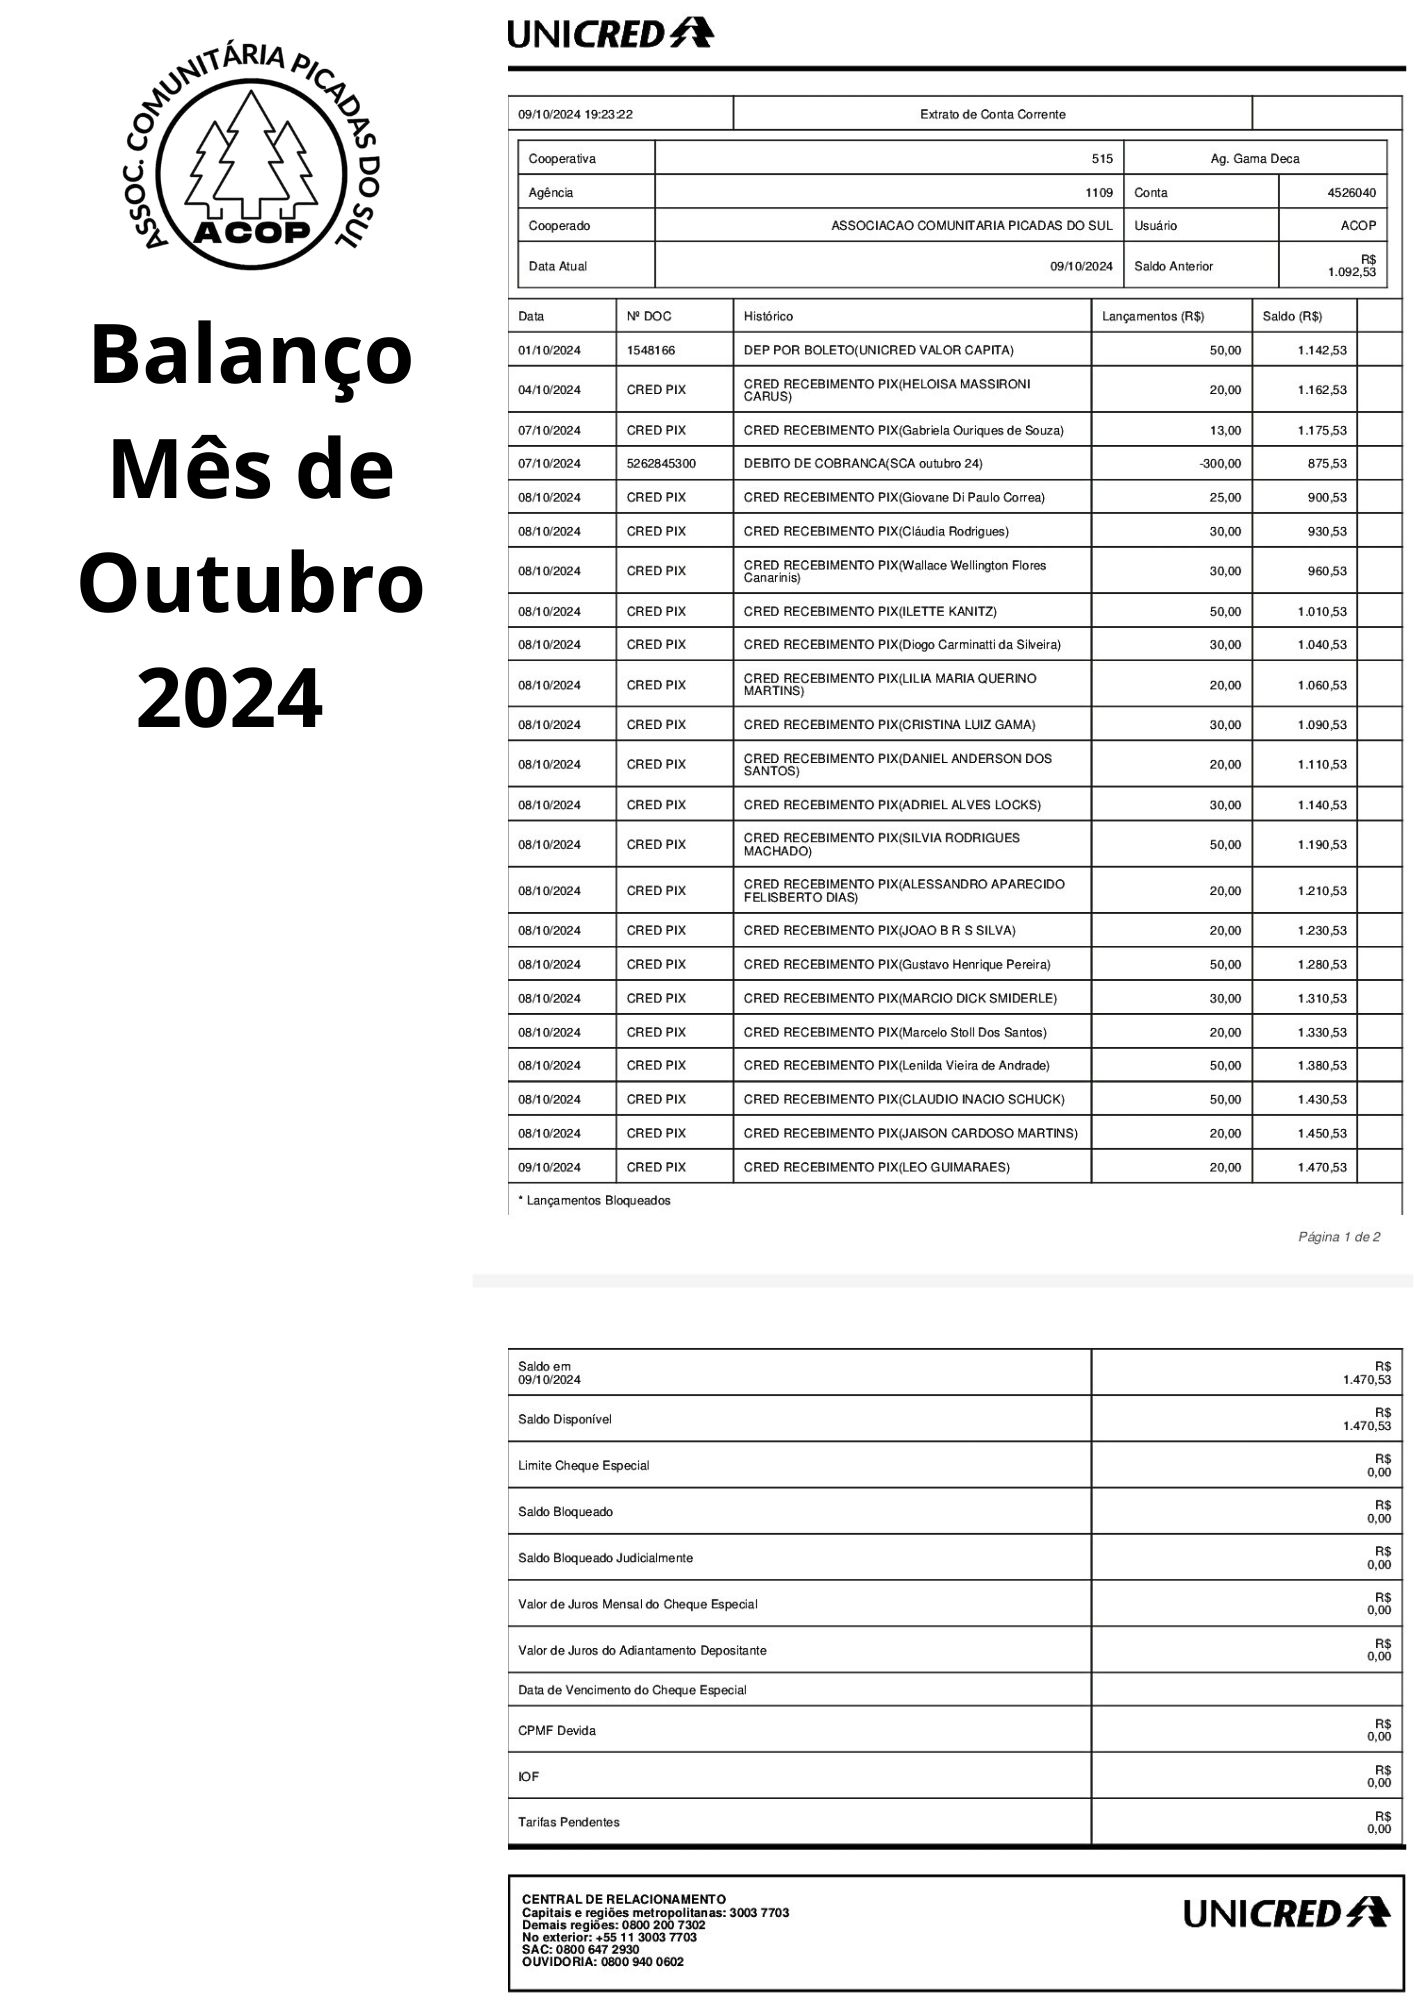 ASSOC. COMUNITÁRIA PICADAS DO SUL
ACOP
Balanço
Mês de
Outubro
2024
UNICRED
09/10/2024 19:23:22 Extrato de Conta Corrente
Cooperativa 515 Ag. Gama Deca
Agência 1109 Conta 4526040
Cooperado ASSOCIACAO COMUNITARIA PICADAS DO SUL Usuário ACOP
Data Atual 09/10/2024 Saldo Anterior R$
1.092,53
Data Nº DOC Histórico Lançamentos (R$) Saldo (R$)
01/10/2024 1548166 DEP POR BOLETO(UNICRED VALOR CAPITA) 50,00 1.142,53
04/10/2024 CRED PIX CRED RECEBIMENTO PIX(HELOISA MASSIRONI
CARUS) 20,00 1.162,53
07/10/2024 CRED PIX CRED RECEBIMENTO PIX(Gabriela Ouriques de Souza) 13,00 1.175,53
07/10/2024 5262845300 DEBITO DE COBRANCA(SCA outubro 24) -300,00 875,53
08/10/2024 CRED PIX CRED RECEBIMENTO PIX(Giovane Di Paulo Correa) 25,00 900,53
08/10/2024 CRED PIX CRED RECEBIMENTO PIX(Cláudia Rodrigues) 30,00 930,53
08/10/2024 CRED PIX CRED RECEBIMENTO PIX(Wallace Wellington Flores
Canarinis) 30,00 960,53
08/10/2024 CRED PIX CRED RECEBIMENTO PIX(ILETTE KANITZ) 50,00 1.010,53
08/10/2024 CRED PIX CRED RECEBIMENTO PIX(Diogo Carminatti da Silveira) 30,00 1.040,53
08/10/2024 CRED PIX CRED RECEBIMENTO PIX(LILIA MARIA QUERINO
MARTINS) 20,00 1.060,53
08/10/2024 CRED PIX CRED RECEBIMENTO PIX(CRISTINA LUIZ GAMA) 30,00 1.090,53
08/10/2024 CRED PIX CRED RECEBIMENTO PIX(DANIEL ANDERSON DOS
SANTOS) 20,00 1.110,53
08/10/2024 CRED PIX CRED RECEBIMENTO PIX(ADRIEL ALVES LOCKS) 30,00 1.140,53
08/10/2024 CRED PIX CRED RECEBIMENTO PIX(SILVIA RODRIGUES
MACHADO) 50,00 1.190,53
08/10/2024 CRED PIX CRED RECEBIMENTO PIX(ALESSANDRO APARECIDO
FELISBERTO DIAS) 20,00 1.210,53
08/10/2024 CRED PIX CRED RECEBIMENTO PIX(JOAO B R S SILVA) 20,00 1.230,53
08/10/2024 CRED PIX CRED RECEBIMENTO PIX(Gustavo Henrique Pereira) 50,00 1.280,53
08/10/2024 CRED PIX CRED RECEBIMENTO PIX(MARCIO DICK SMIDERLE) 30,00 1.310,53
08/10/2024 CRED PIX CRED RECEBIMENTO PIX(Marcelo Stoll Dos Santos) 20,00 1.330,53
08/10/2024 CRED PIX CRED RECEBIMENTO PIX(Lenilda Vieira de Andrade) 50,00 1.380,53
08/10/2024 CRED PIX CRED RECEBIMENTO PIX(CLAUDIO INACIO SCHUCK) 50,00 1.430,53
08/10/2024 CRED PIX CRED RECEBIMENTO PIX(JAISON CARDOSO MARTINS) 20,00 1.450,53
09/10/2024 CRED PIX CRED RECEBIMENTO PIX(LEO GUIMARAES) 20,00 1.470,53
* Lançamentos Bloqueados
Página 1 de 2
Saldo em R$
09/10/2024 1.470,53
Saldo Disponível R$
1.470,53
Limite Cheque Especial R$
0,00
Saldo Bloqueado R$
0,00
Saldo Bloqueado Judicialmente R$
0,00
Valor de Juros Mensal do Cheque Especial R$
0,00
Valor de Juros do Adiantamento Depositante R$
0,00
Data de Vencimento do Cheque Especial
CPMF Devida R$
0,00
IOF R$
0,00
Tarifas Pendentes R$
0,00
CENTRAL DE RELACIONAMENTO
Capitais e regiões metropolitanas: 3003 7703
Demais regiões: 0800 200 7302
No exterior: +55 11 3003 7703
SAC: 0800 647 2930
OUVIDORIA: 0800 940 0602
UNICRED